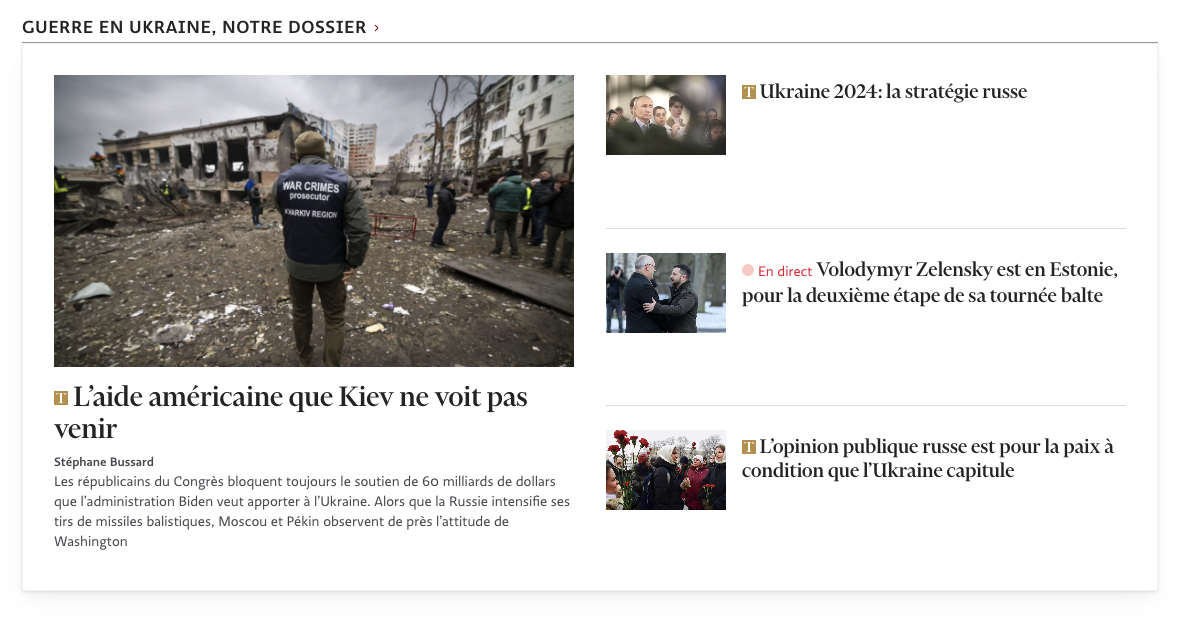 GUERRE EN UKRAINE, NOTRE DOSSIER ›
WAR CRIMES
prosecutor
KHARKIV REGION
T L’aide américaine que Kiev ne voit pas
venir
Stéphane Bussard
Les républicains du Congrès bloquent toujours le soutien de 60 milliards de dollars
que l’administration Biden veut apporter à l’Ukraine. Alors que la Russie intensifie ses
tirs de missiles balistiques, Moscou et Pékin observent de près l’attitude de
Washington
T Ukraine 2024: la stratégie russe
En direct Volodymyr Zelensky est en Estonie,
pour la deuxième étape de sa tournée balte
T L’opinion publique russe est pour la paix à
condition que l’Ukraine capitule